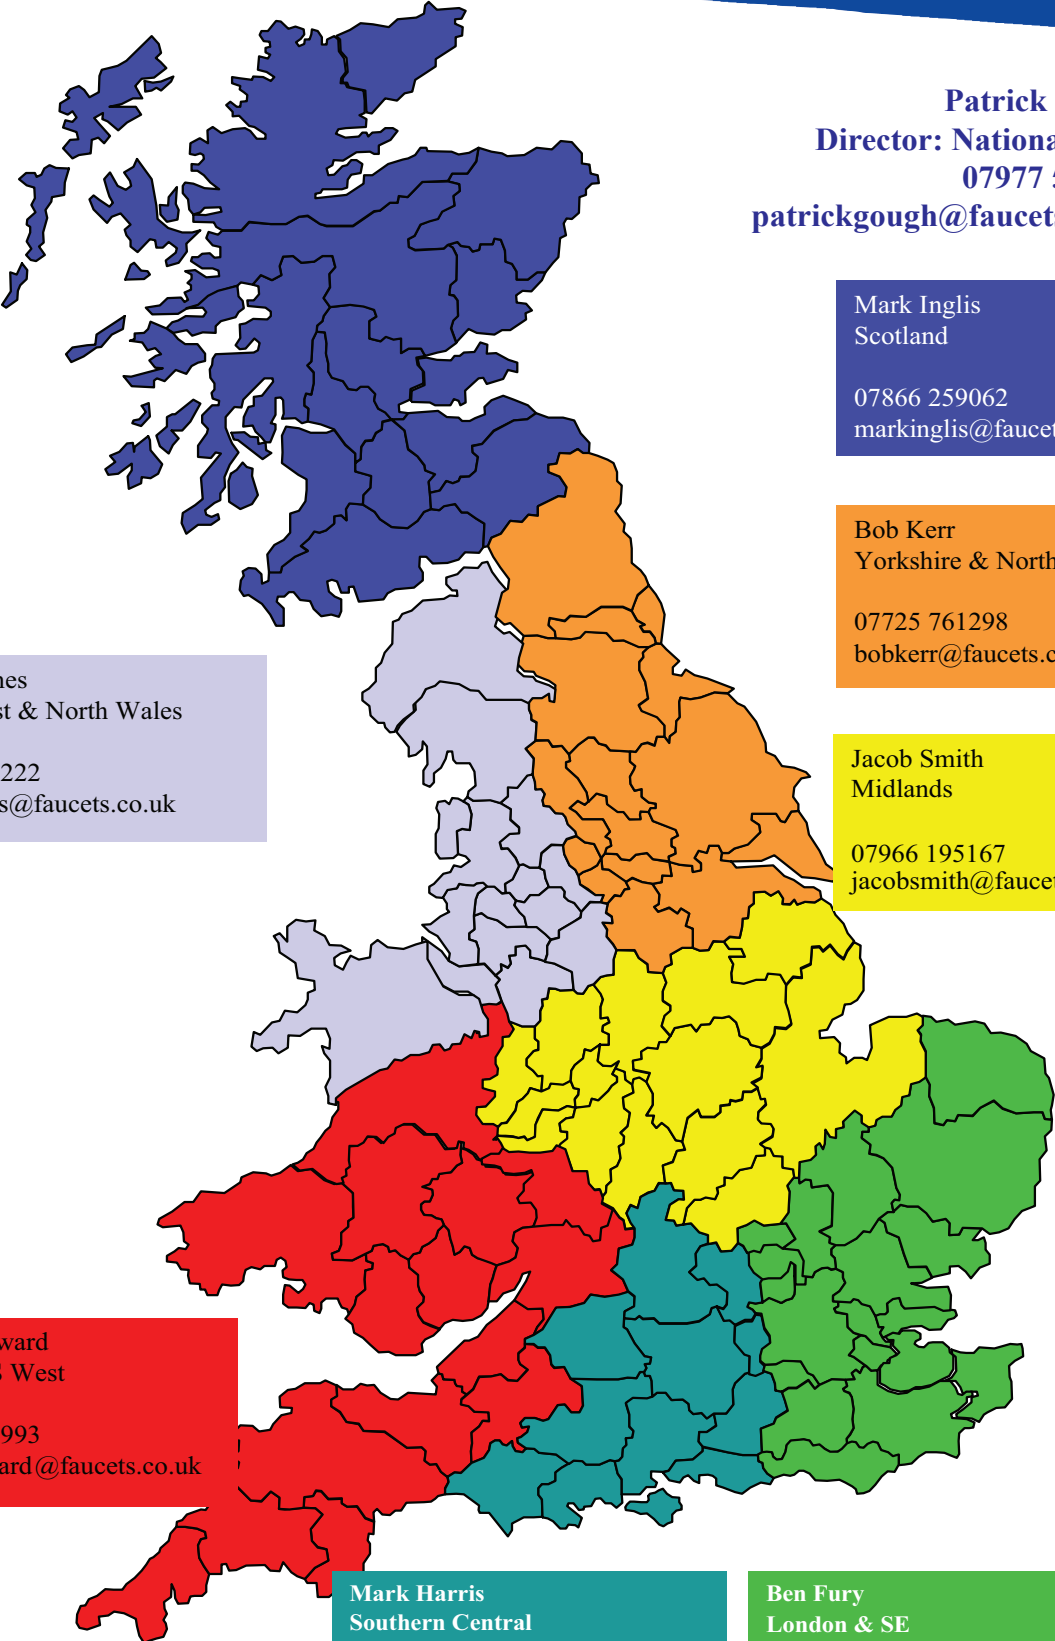 Patrick
Director: Nationa
07977 5
patrickgough@faucets
Mark Inglis
Scotland
07866 259062
markinglis@faucet
Bob Kerr
Yorkshire & North
07725 761298
bobkerr@faucets.c
nes
st & North Wales
222
s@faucets.co.uk
Jacob Smith
Midlands
07966 195167
jacobsmith@faucet
ward
S West
993
ard@faucets.co.uk
Mark Harris
Southern Central
Ben Fury
London & SE